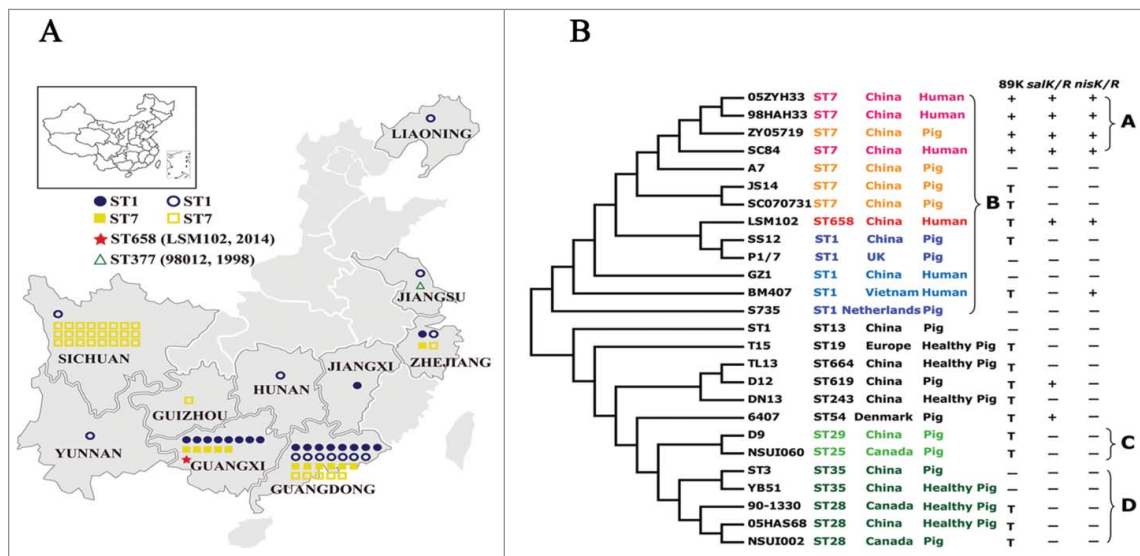 A
LIAONING
ST1 ST1
ST7 ST7
ST658 (LSM102, 2014)
ST377 (98012, 1998)
JIANGSU
SICHUAN
ZHEJIANG
JIANGXI
HUNAN
GUIZHOU
YUNNAN
GUANGXI
GUANGDONG
B
89K salK/R nisK/R
05ZYH33 ST7 China Human + + +
98HAH33 ST7 China Human + + +
ZY05719 ST7 China Pig + + +
SC84 ST7 China Human + + +
A
A7 ST7 China Pig — — —
JS14 ST7 China Pig T — —
SC070731 ST7 China Pig T — —
B
LSM102 ST658 China Human T + +
SS12 ST1 China Pig T — —
P1/7 ST1 UK Pig — — —
GZ1 ST1 China Human — — —
BM407 ST1 Vietnam Human T — +
S735 ST1 Netherlands Pig — — —
ST1 ST13 China Pig — — —
T15 ST19 Europe Healthy Pig T — —
TL13 ST664 China Healthy Pig T — —
D12 ST619 China Pig T + —
DN13 ST243 China Healthy Pig T — —
6407 ST54 Denmark Pig T + —
D9 ST29 China Pig T — —
NSUI060 ST25 Canada Pig T — —
C
ST3 ST35 China Pig — — —
YB51 ST35 China Healthy Pig — — —
90-1330 ST28 Canada Healthy Pig T — —
05HAS68 ST28 China Healthy Pig T — —
NSUI002 ST28 Canada Pig T — —
D